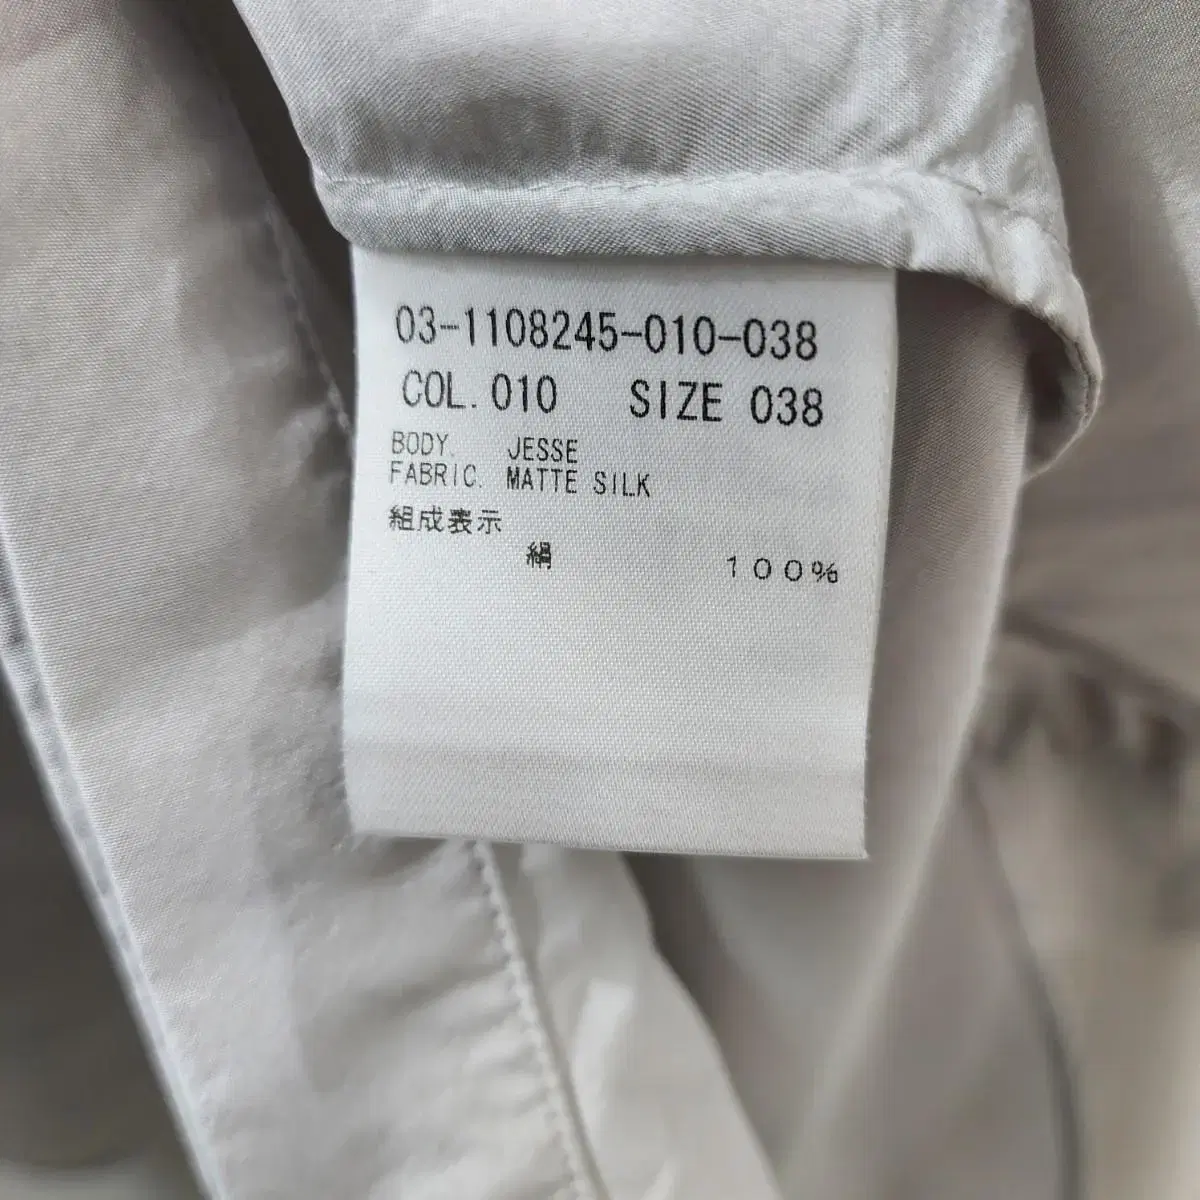 03-1108245-010-038
COL. 010 SIZE 038
BODY. JESSE
FABRIC. MATTE SILK
組成表示
絹 100%